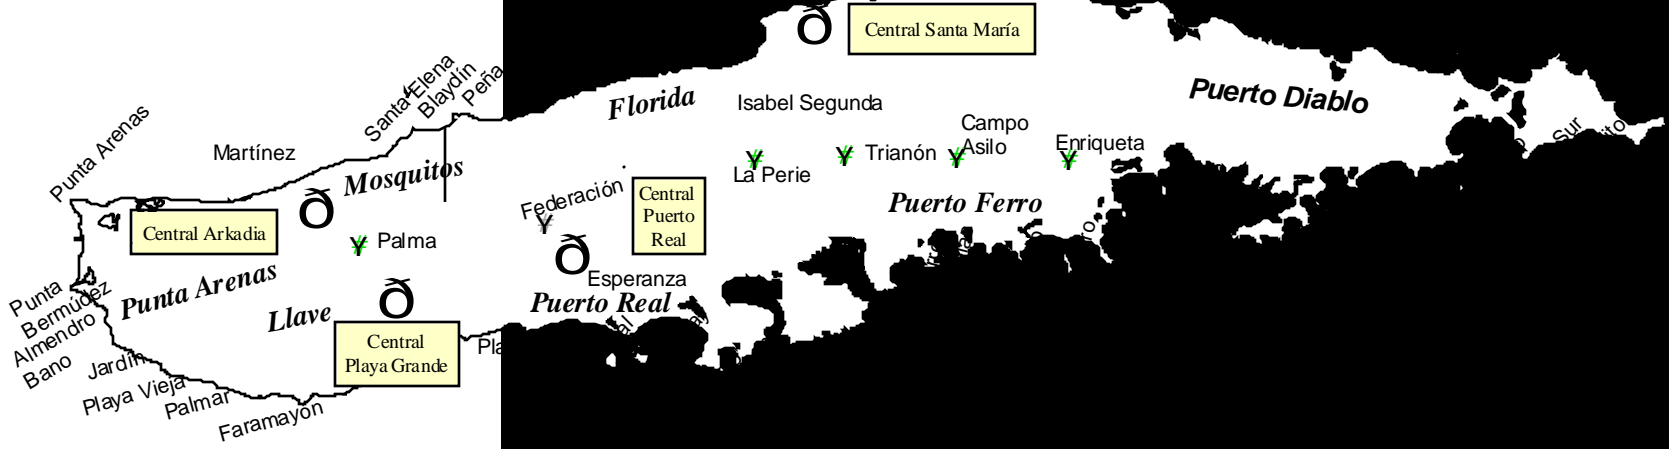 Central Santa María
Santa Elena
Blaydín
Peña
Punta Arenas
Florida
Isabel Segunda
Puerto Diablo
Martínez
Mosquitos
Campo
Asilo
Trianón
Enriqueta
La Perie
Sur
Federación
Central
Puerto
Real
Puerto Ferro
Central Arkadia
Palma
Esperanza
Puerto Real
Punta Arenas
Llave
Punta
Bermúdez
Almendro
Bano
Central
Playa Grande
Jardín
Playa Vieja
Palmar
Faramayón